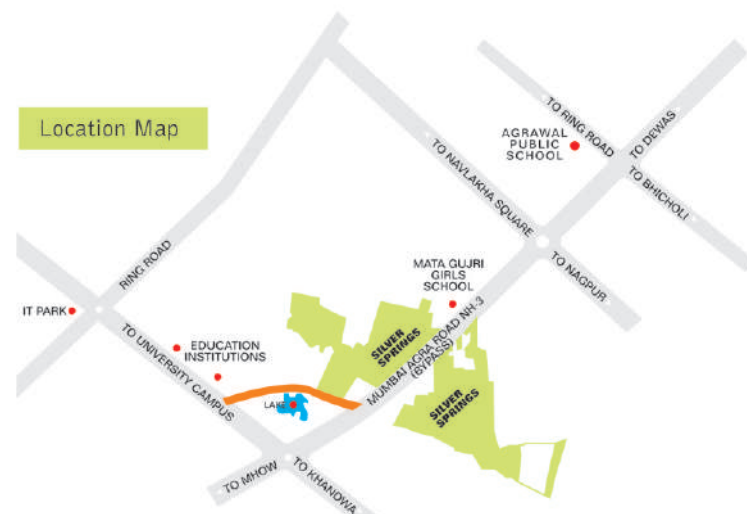 Location Map
TO RING ROAD
AGRAWAL
PUBLIC
SCHOOL
TO DEWAS
TO BHICHOLI
TO NAVLAKHA SQUARE
TO NAGPUR
MATA GUJRI
GIRLS
SCHOOL
RING ROAD
IT PARK
TO UNIVERSITY CAMPUS
EDUCATION
INSTITUTIONS
SILVER
SPRINGS
MUMBAI AGRA ROAD NH-3
(BYPASS)
SILVER
SPRINGS
LAKE
TO MHOW
TO KHANDWA